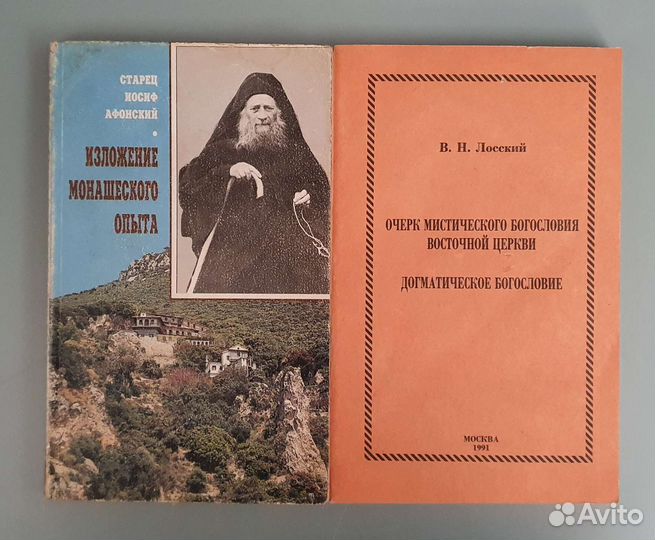 СТАРЕЦ
ИОСИФ
АФОНСКИЙ
•
ИЗЛОЖЕНИЕ
МОНАШЕСКОГО
ОПЫТА
В. Н. Лосский
ОЧЕРК МИСТИЧЕСКОГО БОГОСЛОВИЯ
ВОСТОЧНОЙ ЦЕРКВИ
ДОГМАТИЧЕСКОЕ БОГОСЛОВИЕ
МОСКВА
1991
Avito